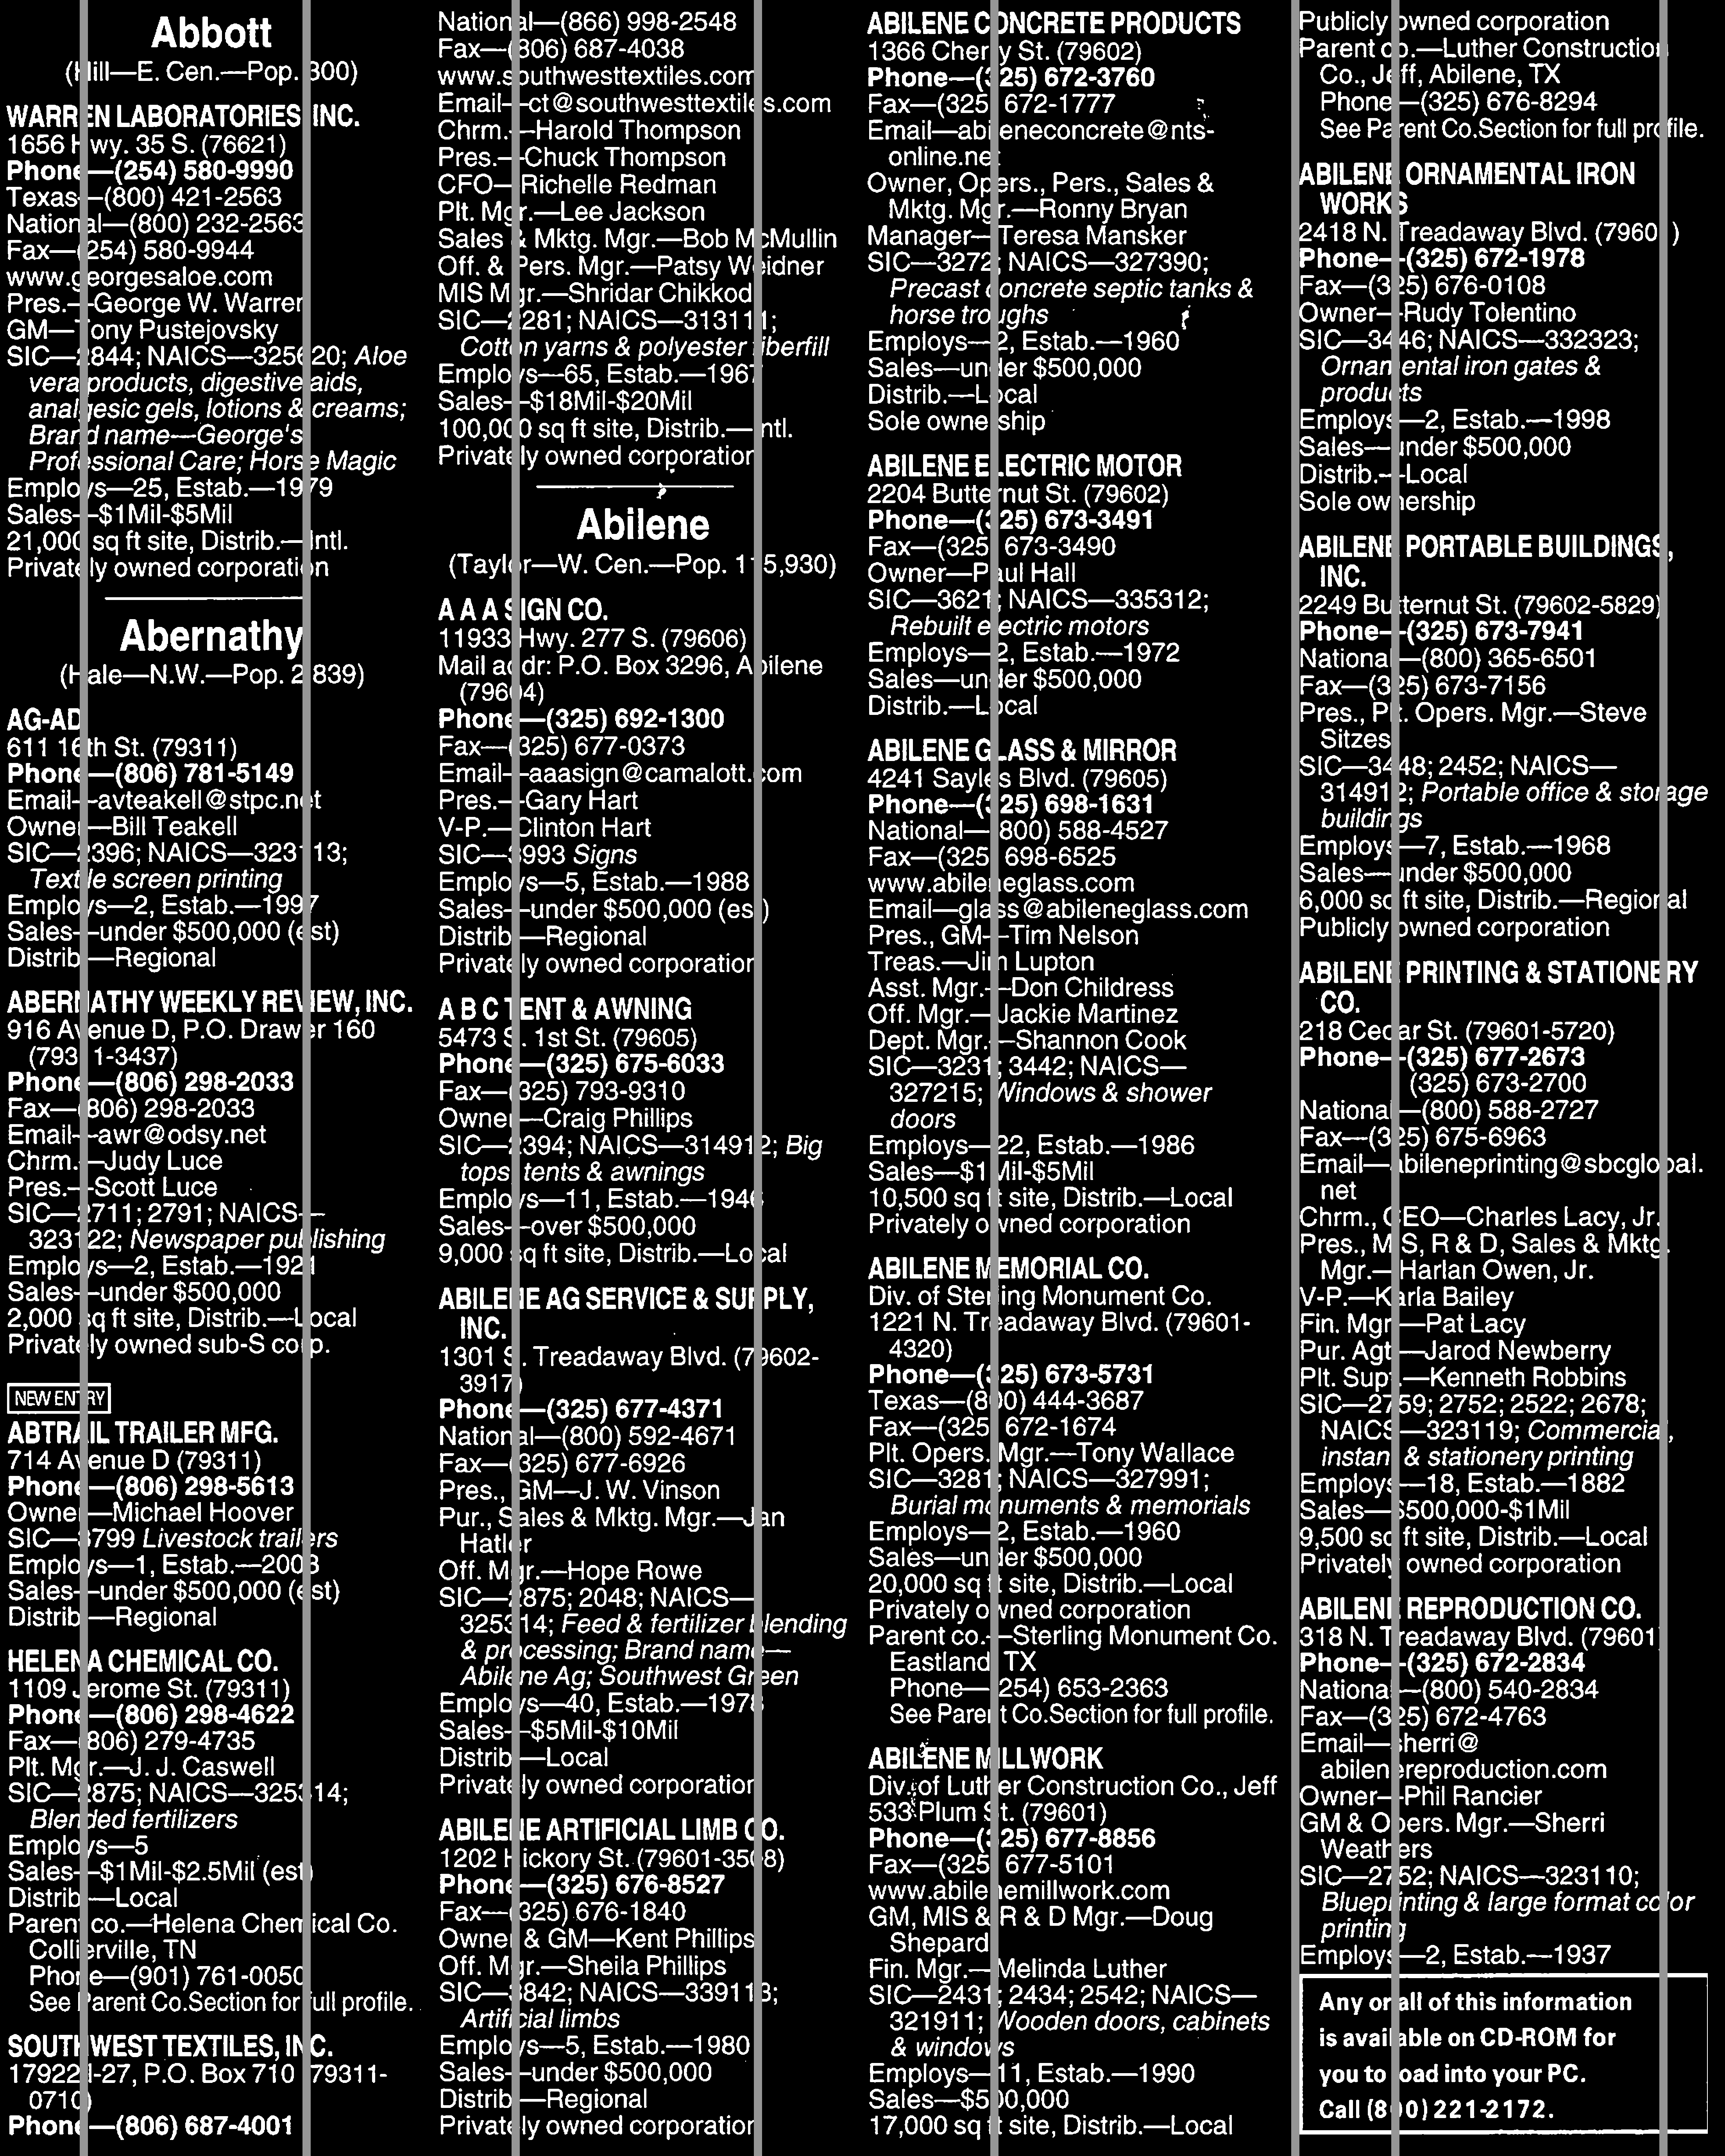 Abbott
(Hill—E. Cen.—Pop. 300)
WARREN LABORATORIES, INC.
1656 Hwy. 35 S. (76621)
Phone—(254) 580-9990
Texas—(800) 421-2563
National—(800) 232-2563
Fax—(254) 580-9944
www.georgesaloe.com
Pres.—George W. Warren
GM—Tony Pustejovsky
SIC—2844; NAICS—325620; Aloe
vera products, digestive aids,
analgesic gels, lotions & creams;
Brand name—George's
Professional Care; Horse Magic
Employs—25, Estab.—1979
Sales—$1Mil-$5Mil
21,000 sq ft site, Distrib.—Intl.
Privately owned corporation
Abernathy
(Hale—N.W.—Pop. 2,839)
AG-AD
611 16th St. (79311)
Phone—(806) 781-5149
Email—avteakell@stpc.net
Owner—Bill Teakell
SIC—2396; NAICS—323113;
Textile screen printing
Employs—2, Estab.—1997
Sales—under $500,000 (est)
Distrib.—Regional
ABERNATHY WEEKLY REVIEW, INC.
916 Avenue D, P.O. Drawer 160
(79311-3437)
Phone—(806) 298-2033
Fax—(806) 298-2033
Email—awr@odsy.net
Chrm.—Judy Luce
Pres.—Scott Luce
SIC—2711; 2791; NAICS—
323122; Newspaper publishing
Employs—2, Estab.—1921
Sales—under $500,000
2,000 sq ft site, Distrib.—Local
Privately owned sub-S corp.
NEW ENTRY
ABTRAIL TRAILER MFG.
714 Avenue D (79311)
Phone—(806) 298-5613
Owner—Michael Hoover
SIC—3799 Livestock trailers
Employs—1, Estab.—2003
Sales—under $500,000 (est)
Distrib.—Regional
HELENA CHEMICAL CO.
1109 Jerome St. (79311)
Phone—(806) 298-4622
Fax—(806) 279-4735
Plt. Mgr.—J. J. Caswell
SIC—2875; NAICS—325314;
Blended fertilizers
Employs—5
Sales—$1Mil-$2.5Mil (est)
Distrib.—Local
Parent co.—Helena Chemical Co.
Collierville, TN
Phone—(901) 761-0050
See Parent Co.Section for full profile.
SOUTHWEST TEXTILES, INC.
17922 I-27, P.O. Box 710 (79311-
0710)
Phone—(806) 687-4001
National—(866) 998-2548
Fax—(806) 687-4038
www.southwesttextiles.com
Email—ct@southwesttextiles.com
Chrm.—Harold Thompson
Pres.—Chuck Thompson
CFO—Richelle Redman
Plt. Mgr.—Lee Jackson
Sales & Mktg. Mgr.—Bob McMullin
Off. & Pers. Mgr.—Patsy Weidner
MIS Mgr.—Shridar Chikkodi
SIC—2281; NAICS—313111;
Cotton yarns & polyester fiberfill
Employs—65, Estab.—1967
Sales—$18Mil-$20Mil
100,000 sq ft site, Distrib.—Intl.
Privately owned corporation
Abilene
(Taylor—W. Cen.—Pop. 115,930)
A A A SIGN CO.
11933 Hwy. 277 S. (79606)
Mail addr: P.O. Box 3296, Abilene
(79604)
Phone—(325) 692-1300
Fax—(325) 677-0373
Email—aaasign@camalott.com
Pres.—Gary Hart
V-P.—Clinton Hart
SIC—3993 Signs
Employs—5, Estab.—1988
Sales—under $500,000 (est)
Distrib.—Regional
Privately owned corporation
A B C TENT & AWNING
5473 S. 1st St. (79605)
Phone—(325) 675-6033
Fax—(325) 793-9310
Owner—Craig Phillips
SIC—2394; NAICS—314912; Big
tops, tents & awnings
Employs—11, Estab.—1946
Sales—over $500,000
9,000 sq ft site, Distrib.—Local
ABILENE AG SERVICE & SUPPLY,
INC.
1301 S. Treadaway Blvd. (79602-
3917)
Phone—(325) 677-4371
National—(800) 592-4671
Fax—(325) 677-6926
Pres., GM—J. W. Vinson
Pur., Sales & Mktg. Mgr.—Jan
Hatler
Off. Mgr.—Hope Rowe
SIC—2875; 2048; NAICS—
325314; Feed & fertilizer blending
& processing; Brand name—
Abilene Ag; Southwest Green
Employs—40, Estab.—1978
Sales—$5Mil-$10Mil
Distrib.—Local
Privately owned corporation
ABILENE ARTIFICIAL LIMB CO.
1202 Hickory St. (79601-3508)
Phone—(325) 676-8527
Fax—(325) 676-1840
Owner & GM—Kent Phillips
Off. Mgr.—Sheila Phillips
SIC—3842; NAICS—339113;
Artificial limbs
Employs—5, Estab.—1980
Sales—under $500,000
Distrib.—Regional
Privately owned corporation
ABILENE CONCRETE PRODUCTS
1366 Cherry St. (79602)
Phone—(325) 672-3760
Fax—(325) 672-1777
Email—abileneconcrete@nts-
online.net
Owner, Opers., Pers., Sales &
Mktg. Mgr.—Ronny Bryan
Manager—Teresa Mansker
SIC—3272; NAICS—327390;
Precast concrete septic tanks &
horse troughs
Employs—2, Estab.—1960
Sales—under $500,000
Distrib.—Local
Sole ownership
ABILENE ELECTRIC MOTOR
2204 Butternut St. (79602)
Phone—(325) 673-3491
Fax—(325) 673-3490
Owner—Paul Hall
SIC—3621; NAICS—335312;
Rebuilt electric motors
Employs—2, Estab.—1972
Sales—under $500,000
Distrib.—Local
ABILENE GLASS & MIRROR
4241 Sayles Blvd. (79605)
Phone—(325) 698-1631
National—(800) 588-4527
Fax—(325) 698-6525
www.abileneglass.com
Email—glass@abileneglass.com
Pres., GM—Tim Nelson
Treas.—Jim Lupton
Asst. Mgr.—Don Childress
Off. Mgr.—Jackie Martinez
Dept. Mgr.—Shannon Cook
SIC—3231; 3442; NAICS—
327215; Windows & shower
doors
Employs—22, Estab.—1986
Sales—$1Mil-$5Mil
10,500 sq ft site, Distrib.—Local
Privately owned corporation
ABILENE MEMORIAL CO.
Div. of Sterling Monument Co.
1221 N. Treadaway Blvd. (79601-
4320)
Phone—(325) 673-5731
Texas—(800) 444-3687
Fax—(325) 672-1674
Plt. Opers. Mgr.—Tony Wallace
SIC—3281; NAICS—327991;
Burial monuments & memorials
Employs—2, Estab.—1960
Sales—under $500,000
20,000 sq ft site, Distrib.—Local
Privately owned corporation
Parent co.—Sterling Monument Co.
Eastland, TX
Phone—(254) 653-2363
See Parent Co.Section for full profile.
ABILENE MILLWORK
Div. of Luther Construction Co., Jeff
533 Plum St. (79601)
Phone—(325) 677-8856
Fax—(325) 677-5101
www.abilenemillwork.com
GM, MIS & R & D Mgr.—Doug
Shepard
Fin. Mgr.—Melinda Luther
SIC—2431; 2434; 2542; NAICS—
321911; Wooden doors, cabinets
& windows
Employs—11, Estab.—1990
Sales—$500,000
17,000 sq ft site, Distrib.—Local
Publicly owned corporation
Parent co.—Luther Construction
Co., Jeff, Abilene, TX
Phone—(325) 676-8294
See Parent Co.Section for full profile.
ABILENE ORNAMENTAL IRON
WORKS
2418 N. Treadaway Blvd. (79601)
Phone—(325) 672-1978
Fax—(325) 676-0108
Owner—Rudy Tolentino
SIC—3446; NAICS—332323;
Ornamental iron gates &
products
Employs—2, Estab.—1998
Sales—under $500,000
Distrib.—Local
Sole ownership
ABILENE PORTABLE BUILDINGS,
INC.
2249 Butternut St. (79602-5829)
Phone—(325) 673-7941
National—(800) 365-6501
Fax—(325) 673-7156
Pres., Plt. Opers. Mgr.—Steve
Sitzes
SIC—3448; 2452; NAICS—
314912; Portable office & storage
buildings
Employs—7, Estab.—1968
Sales—under $500,000
6,000 sq ft site, Distrib.—Regional
Publicly owned corporation
ABILENE PRINTING & STATIONERY
CO.
218 Cedar St. (79601-5720)
Phone—(325) 677-2673
(325) 673-2700
National—(800) 588-2727
Fax—(325) 675-6963
Email—abileneprinting@sbcglobal.
net
Chrm., CEO—Charles Lacy, Jr.
Pres., MIS, R & D, Sales & Mktg.
Mgr.—Harlan Owen, Jr.
V-P.—Karla Bailey
Fin. Mgr.—Pat Lacy
Pur. Agt.—Jarod Newberry
Plt. Supt.—Kenneth Robbins
SIC—2759; 2752; 2522; 2678;
NAICS—323119; Commercial,
instant & stationery printing
Employs—18, Estab.—1882
Sales—$500,000-$1Mil
9,500 sq ft site, Distrib.—Local
Privately owned corporation
ABILENE REPRODUCTION CO.
318 N. Treadaway Blvd. (79601)
Phone—(325) 672-2834
National—(800) 540-2834
Fax—(325) 672-4763
Email—sherri@
abilenereproduction.com
Owner—Phil Rancier
GM & Opers. Mgr.—Sherri
Weathers
SIC—2752; NAICS—323110;
Blueprinting & large format color
printing
Employs—2, Estab.—1937
Any or all of this information
is available on CD-ROM for
you to load into your PC.
Call (800) 221-2172.